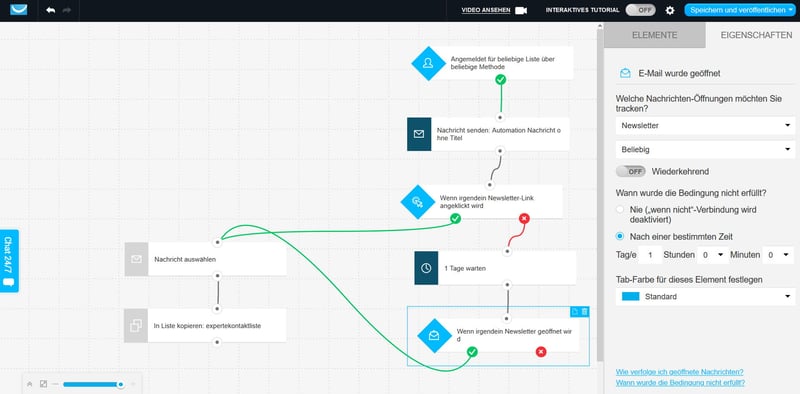 VIDEO ANSEHEN
INTERAKTIVES TUTORIAL
OFF
Speichern und veröffentlichen
ELEMENTE
EIGENSCHAFTEN
Angemeldet für beliebige Liste über
beliebige Methode
Nachricht senden: Automation Nachricht o
hne Titel
Wenn irgendein Newsletter-Link
angeklickt wird
Nachricht auswählen
1 Tage warten
In Liste kopieren: expertekontaktliste
Wenn irgendein Newsletter geöffnet wir
d
Chat 24/7
E-Mail wurde geöffnet
Welche Nachrichten-Öffnungen möchten Sie
tracken?
Newsletter
Beliebig
OFF
Wiederkehrend
Wann wurde die Bedingung nicht erfüllt?
Nie („wenn nicht“-Verbindung wird
deaktiviert)
Nach einer bestimmten Zeit
Tag/e 1 Stunden 0 Minuten 0
Tab-Farbe für dieses Element festlegen
Standard
Wie verfolge ich geöffnete Nachrichten?
Wann wurde die Bedingung nicht erfüllt?